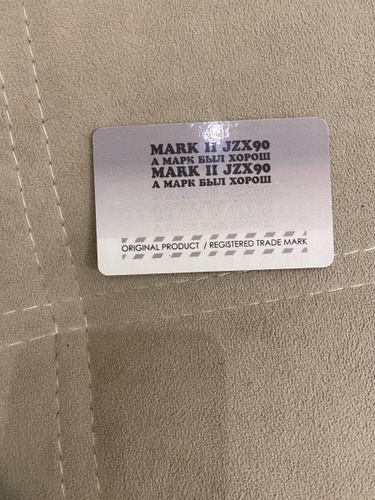 MARK II JZX90
А МАРК БЫЛ ХОРОШ
MARK II JZX90
А МАРК БЫЛ ХОРОШ
ORIGINAL PRODUCT / REGISTERED TRADE MARK